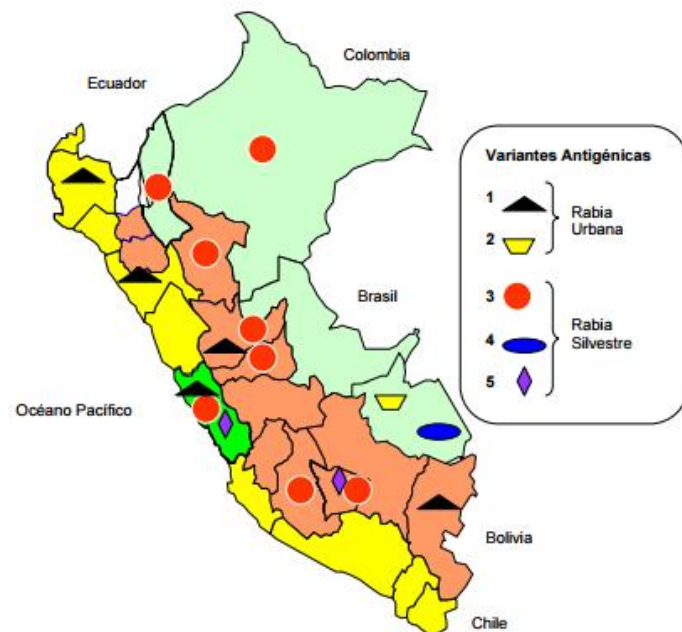 Colombia
Ecuador
Variantes Antigénicas
1
Rabia
Urbana
2
Brasil
3
Rabia
Silvestre
4
5
Océano Pacífico
Bolivia
Chile